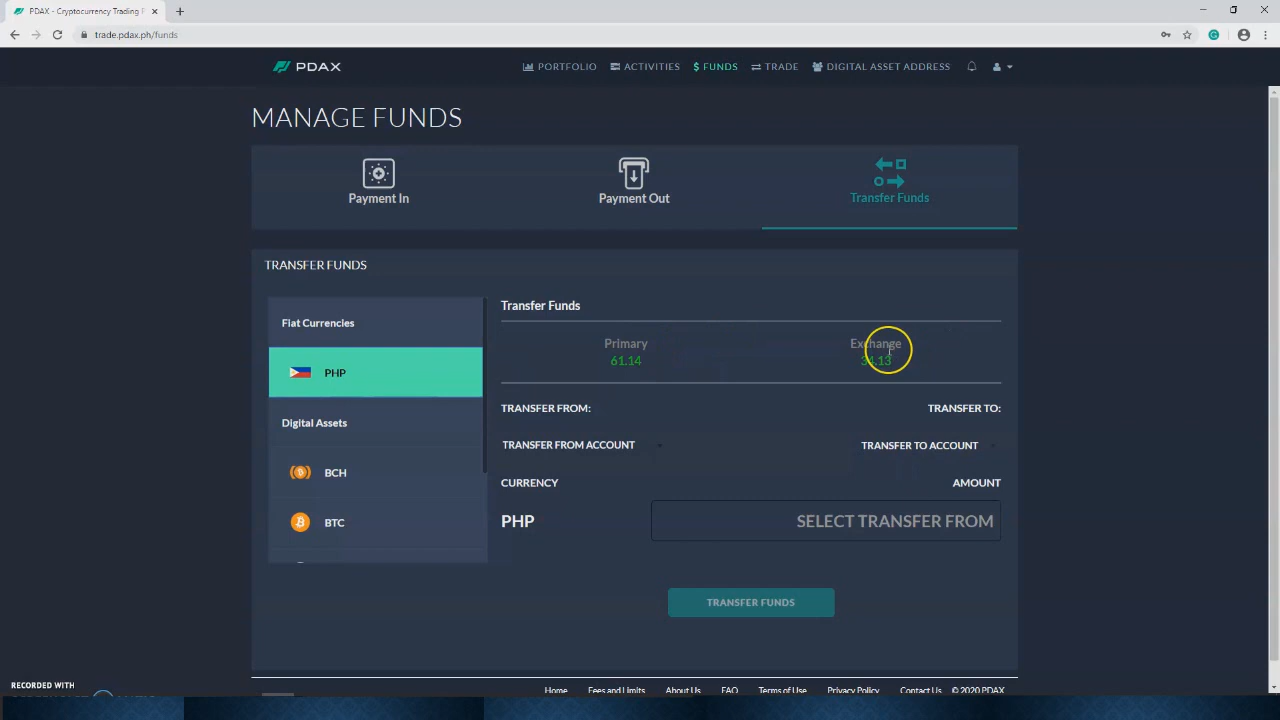 PDAX - Cryptocurrency Trading
trade.pdax.ph/funds
PDAX
PORTFOLIO
ACTIVITIES
$ FUNDS
TRADE
DIGITAL ASSET ADDRESS
MANAGE FUNDS
Payment In
Payment Out
Transfer Funds
TRANSFER FUNDS
Fiat Currencies
PHP
Digital Assets
BCH
BTC
Transfer Funds
Primary
Exchange
61.14
34.13
TRANSFER FROM:
TRANSFER TO:
TRANSFER FROM ACCOUNT
TRANSFER TO ACCOUNT
CURRENCY
AMOUNT
PHP
SELECT TRANSFER FROM
TRANSFER FUNDS
RECORDED WITH
Home
Fees and Limits
About Us
FAQ
Terms of Use
Privacy Policy
Contact Us
© 2020 PDAX